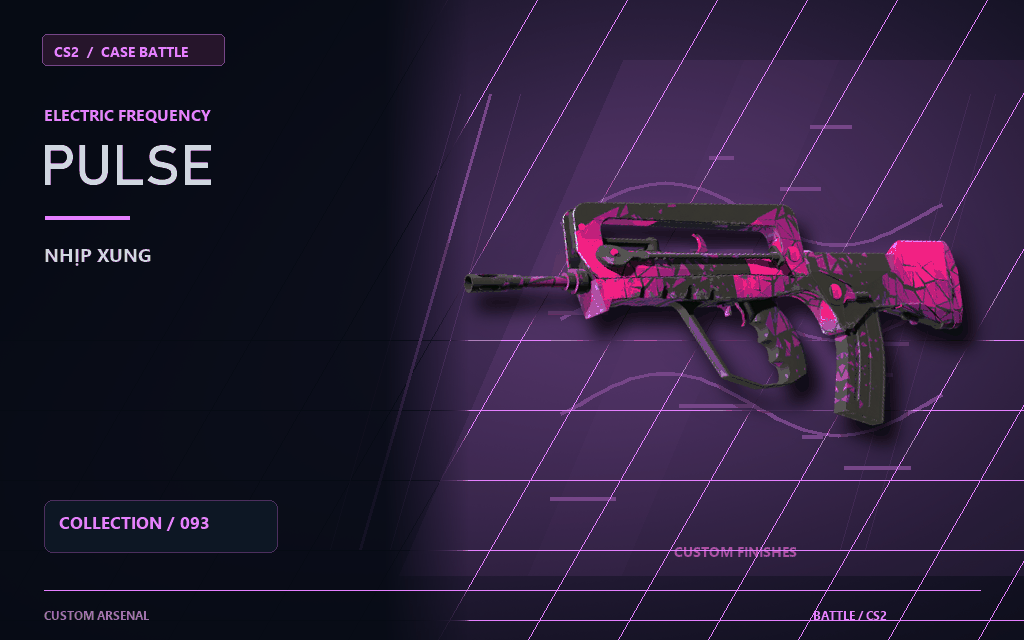 CS2 / CASE BATTLE
ELECTRIC FREQUENCY
PULSE
NHỊP XUNG
COLLECTION / 093
CUSTOM FINISHES
CUSTOM ARSENAL
BATTLE / CS2